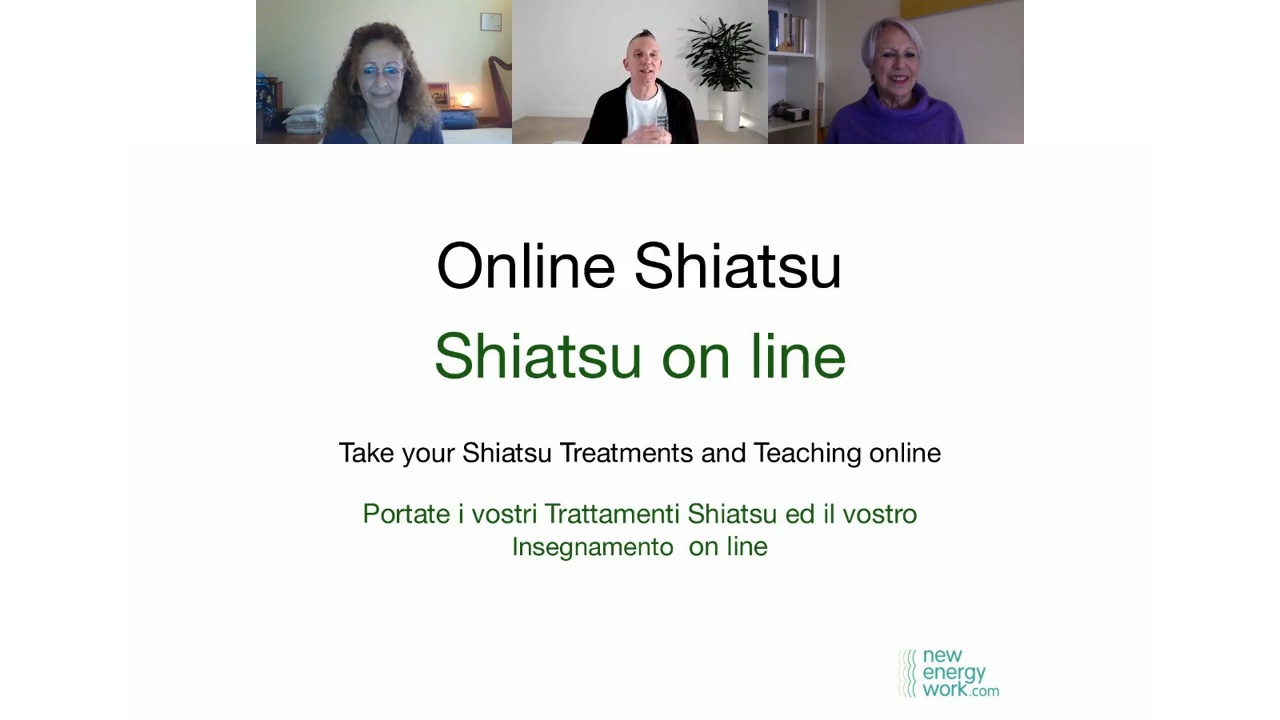 Online Shiatsu
Shiatsu on line
Take your Shiatsu Treatments and Teaching online
Portate i vostri Trattamenti Shiatsu ed il vostro
Insegnamento on line
new
energy
work.com